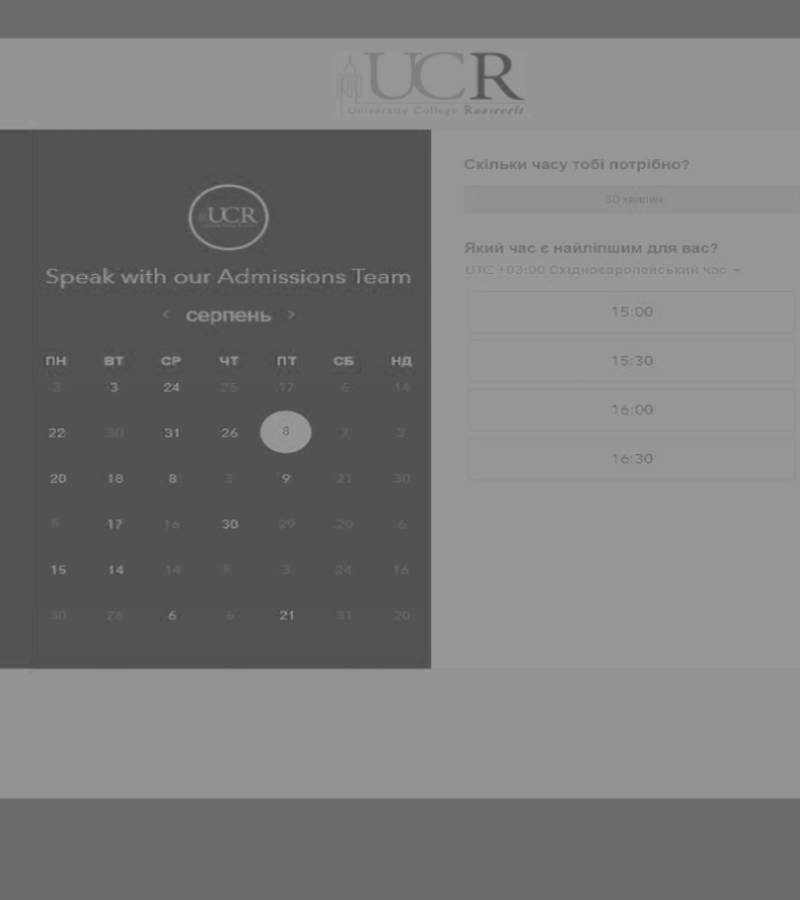 UCR
University College Roosevelt
UCR
Speak with our Admissions Team
< серпень >
ПН ВТ СР ЧТ ПТ СБ НД
3 3 24 25 17 6 14
22 30 31 26 8 7 3
20 18 8 3 9 21 30
5 17 16 30 29 20 6
15 14 14 5 3 24 16
30 26 6 6 21 31 20
Скільки часу тобі потрібно?
30 хвилин
Який час є найліпшим для вас?
UTC +03:00 Східноєвропейський час
15:00
15:30
16:00
16:30